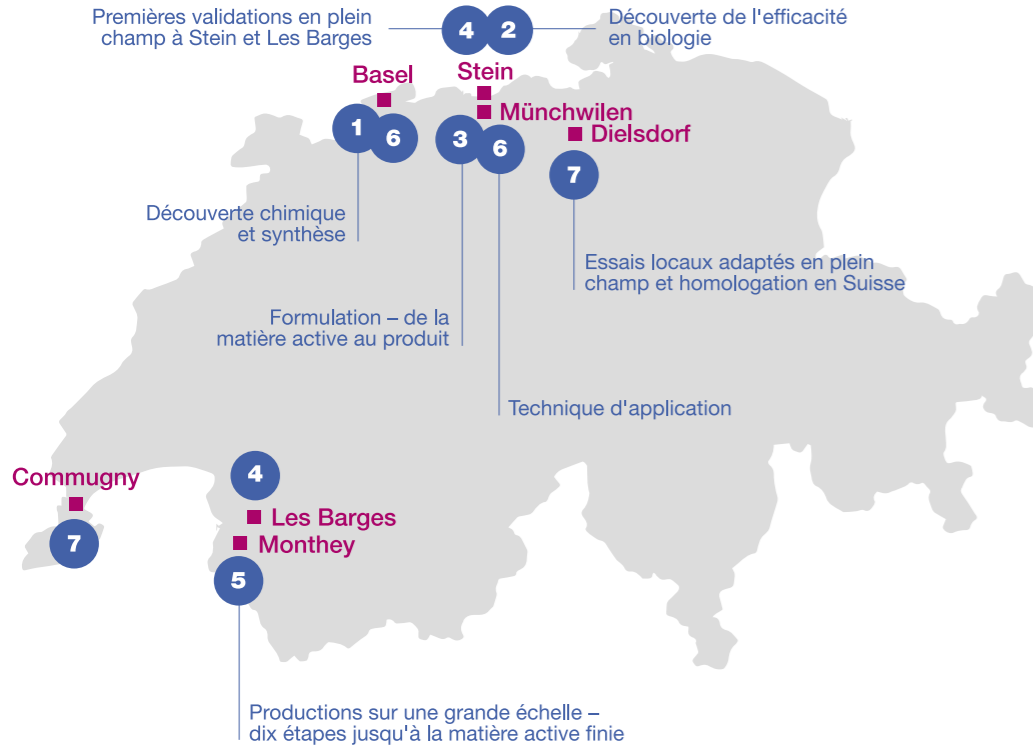 Premières validations en plein
champ à Stein et Les Barges
4
2
Découverte de l'efficacité
en biologie
Basel
Stein
Münchwilen
Dielsdorf
1
6
3
6
7
Découverte chimique
et synthèse
Essais locaux adaptés en plein
champ et homologation en Suisse
Formulation – de la
matière active au produit
Technique d'application
Commugny
4
Les Barges
Monthey
7
5
Productions sur une grande échelle –
dix étapes jusqu'à la matière active finie